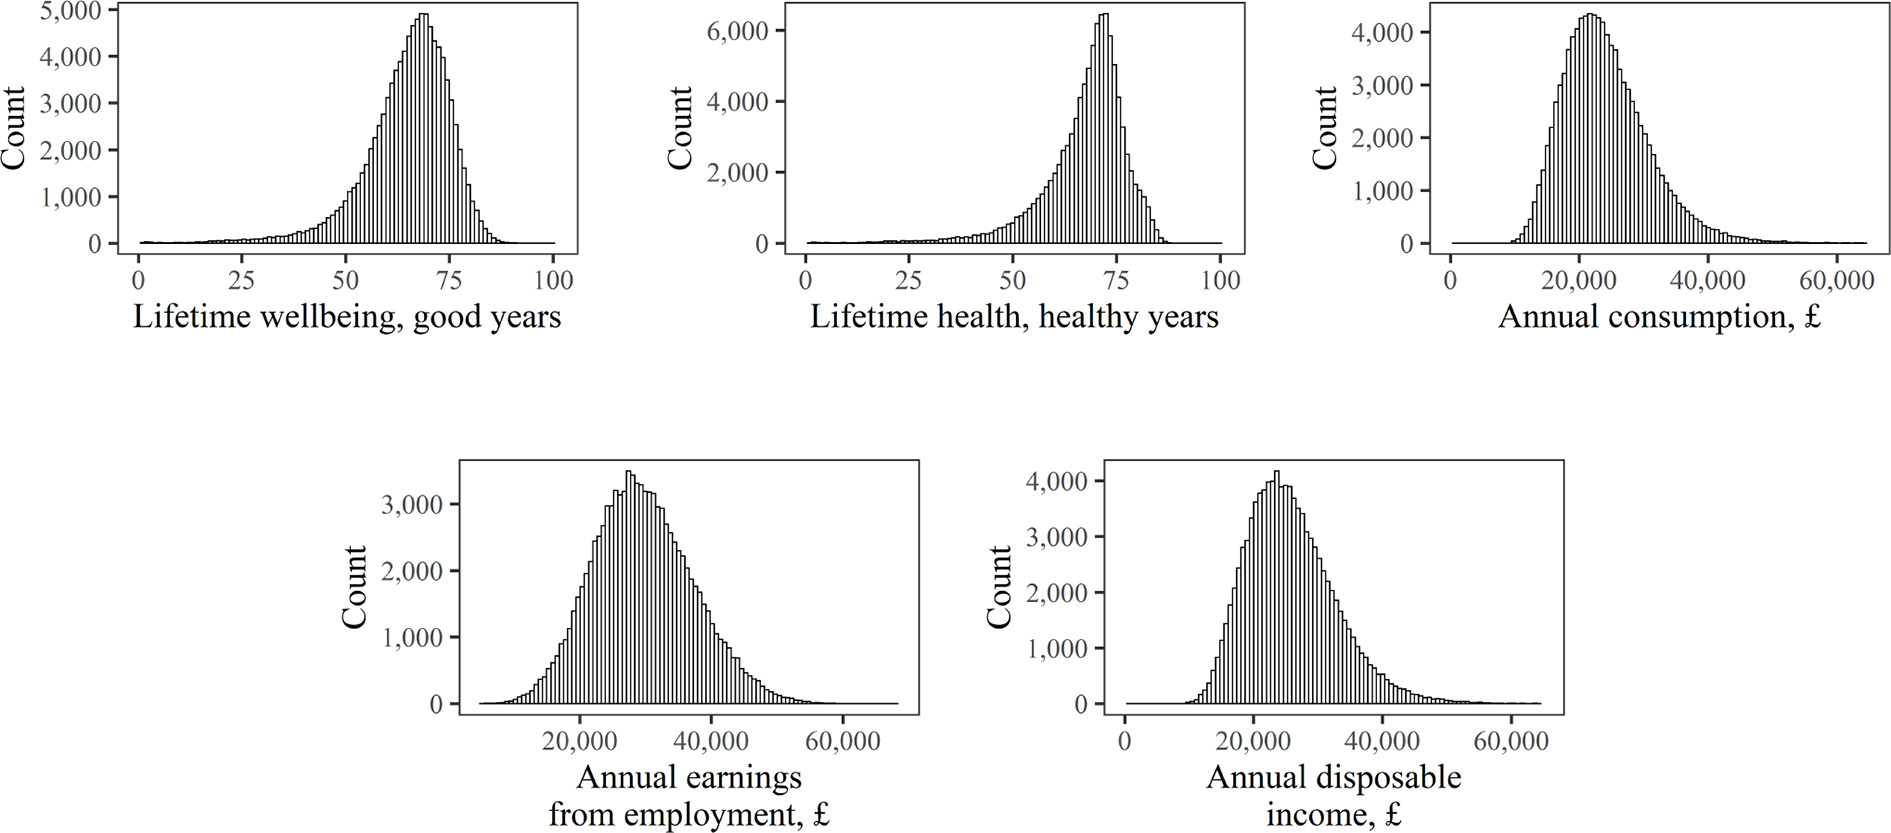 5,000
4,000
3,000
2,000
1,000
0
Count
0 25 50 75 100
Lifetime wellbeing, good years
6,000
4,000
2,000
0
Count
0 25 50 75 100
Lifetime health, healthy years
4,000
3,000
2,000
1,000
0
Count
0 20,000 40,000 60,000
Annual consumption, £
3,000
2,000
1,000
0
Count
20,000 40,000 60,000
Annual earnings
from employment, £
4,000
3,000
2,000
1,000
0
Count
0 20,000 40,000 60,000
Annual disposable
income, £